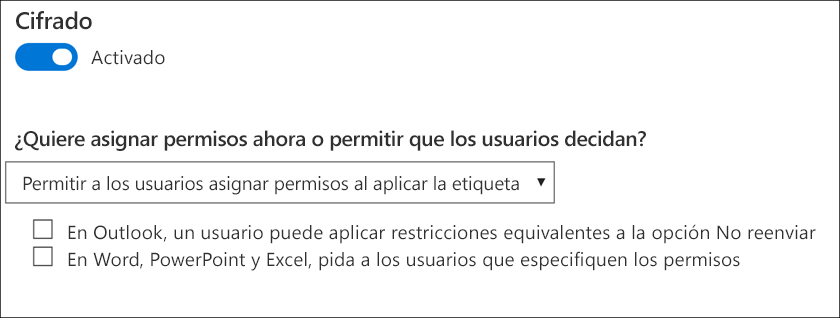 Cifrado
Activado
¿Quiere asignar permisos ahora o permitir que los usuarios decidan?
Permitir a los usuarios asignar permisos al aplicar la etiqueta
En Outlook, un usuario puede aplicar restricciones equivalentes a la opción No reenviar
En Word, PowerPoint y Excel, pida a los usuarios que especifiquen los permisos